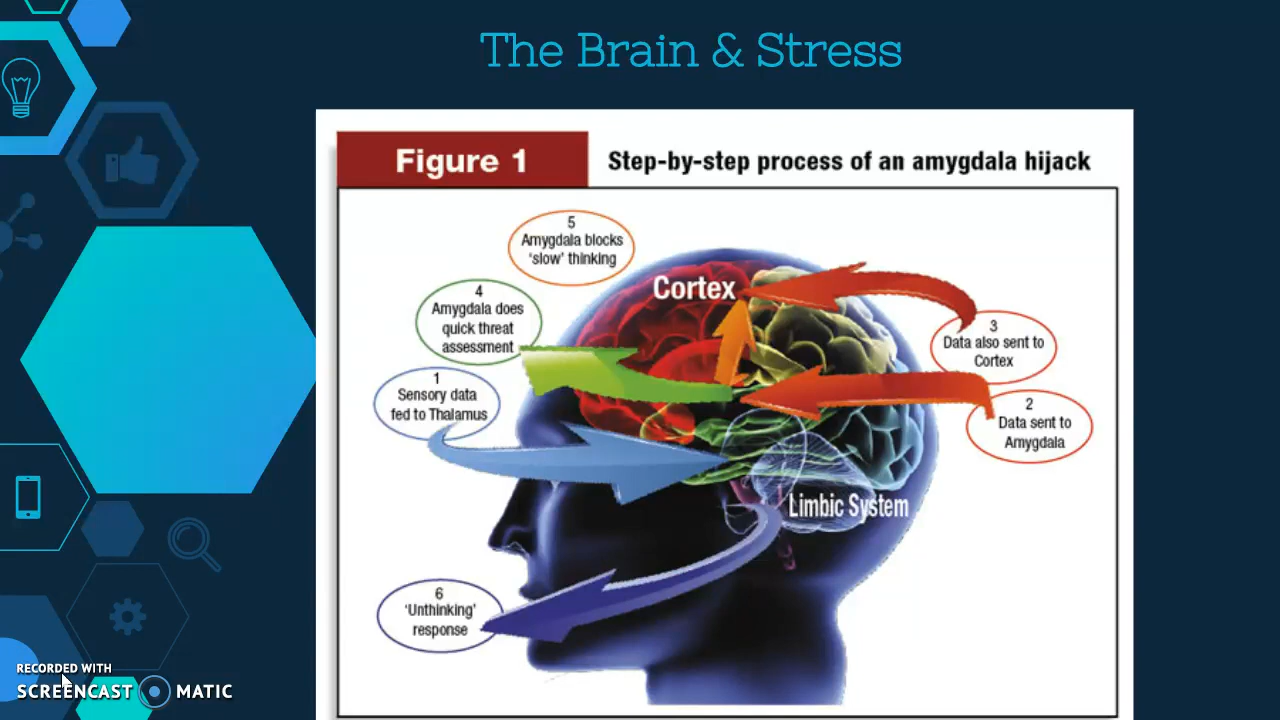 The Brain & Stress
Figure 1
Step-by-step process of an amygdala hijack
5
Amygdala blocks
‘slow’ thinking
Cortex
4
Amygdala does
quick threat
assessment
3
Data also sent to
Cortex
1
Sensory data
fed to Thalamus
2
Data sent to
Amygdala
Limbic System
6
‘Unthinking’
response
RECORDED WITH
SCREENCAST MATIC